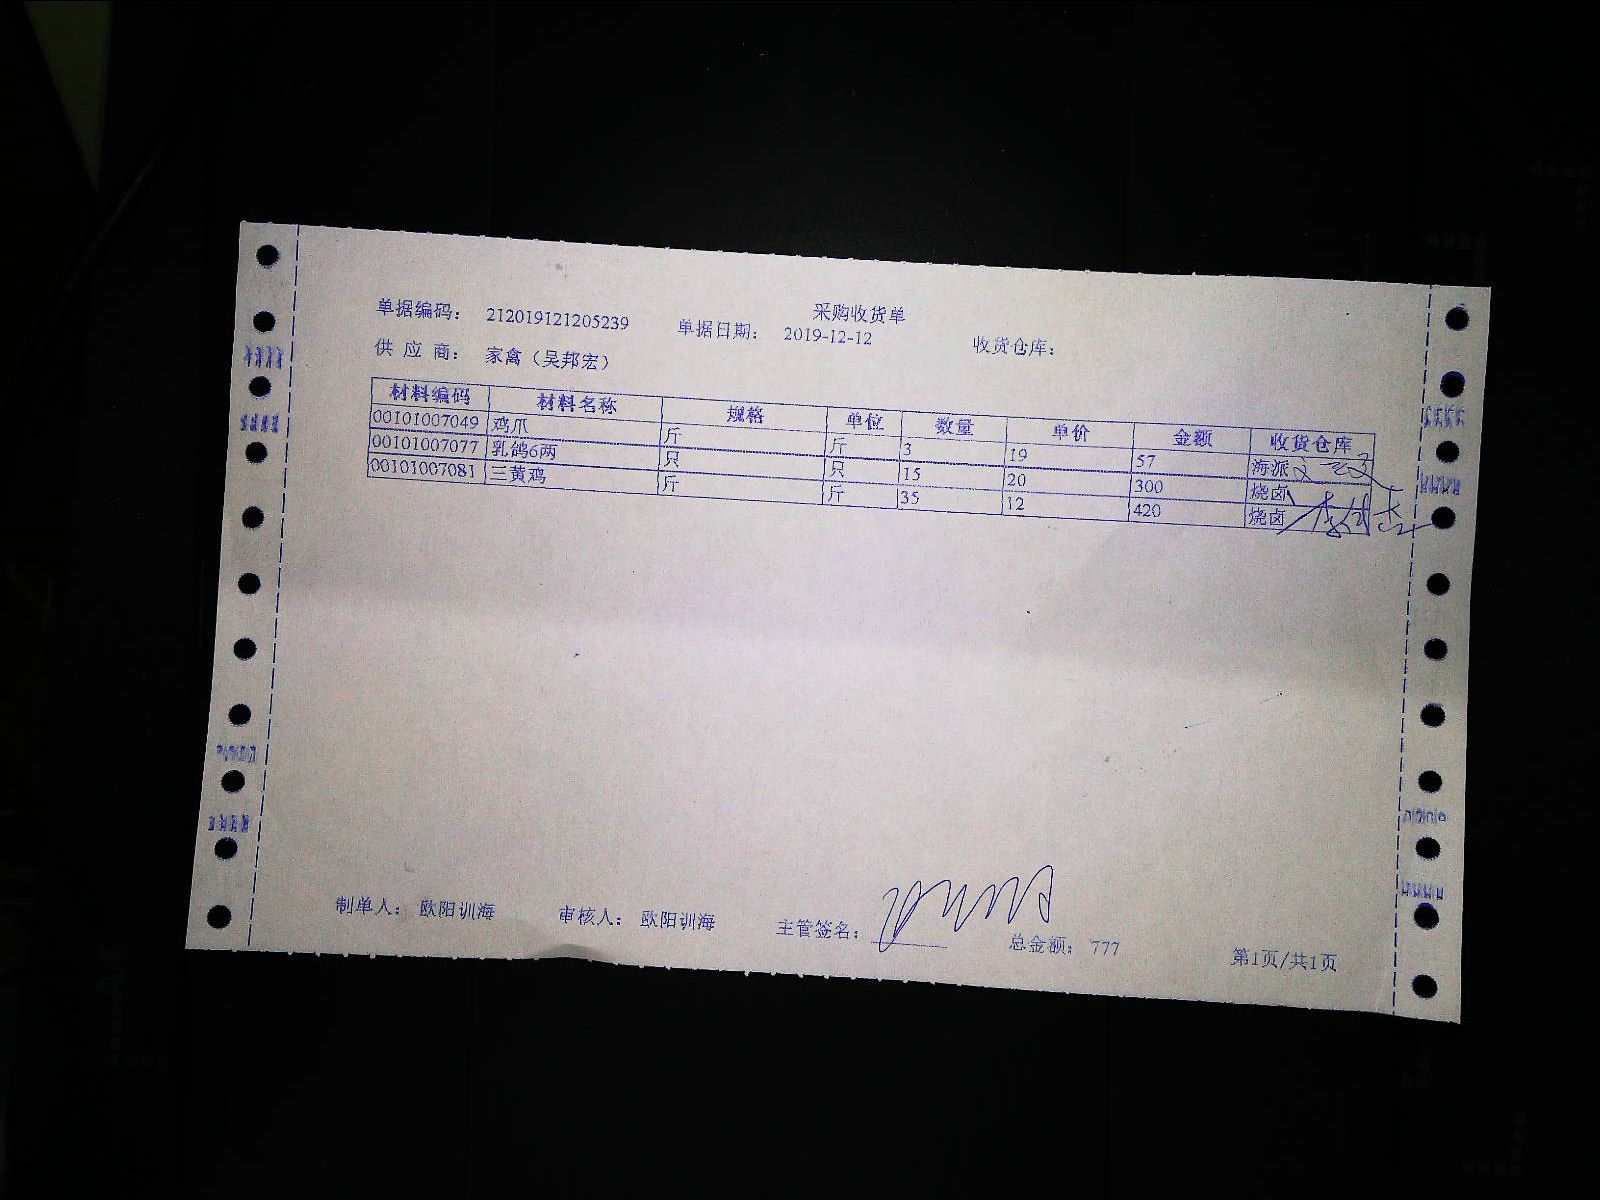 采购收货单
单据编码： 212019121205239 单据日期： 2019-12-12 收货仓库：
供 应 商： 家禽（吴邦宏）
材料编码 材料名称 规格 单位 数量 单价 金额 收货仓库
00101007049 鸡爪 斤 斤 3 19 57 海派
00101007077 乳鸽6两 只 只 15 20 300 烧卤
00101007081 三黄鸡 斤 斤 35 12 420 烧卤
制单人： 欧阳训海 审核人： 欧阳训海 主管签名： 总金额： 777 第1页/共1页